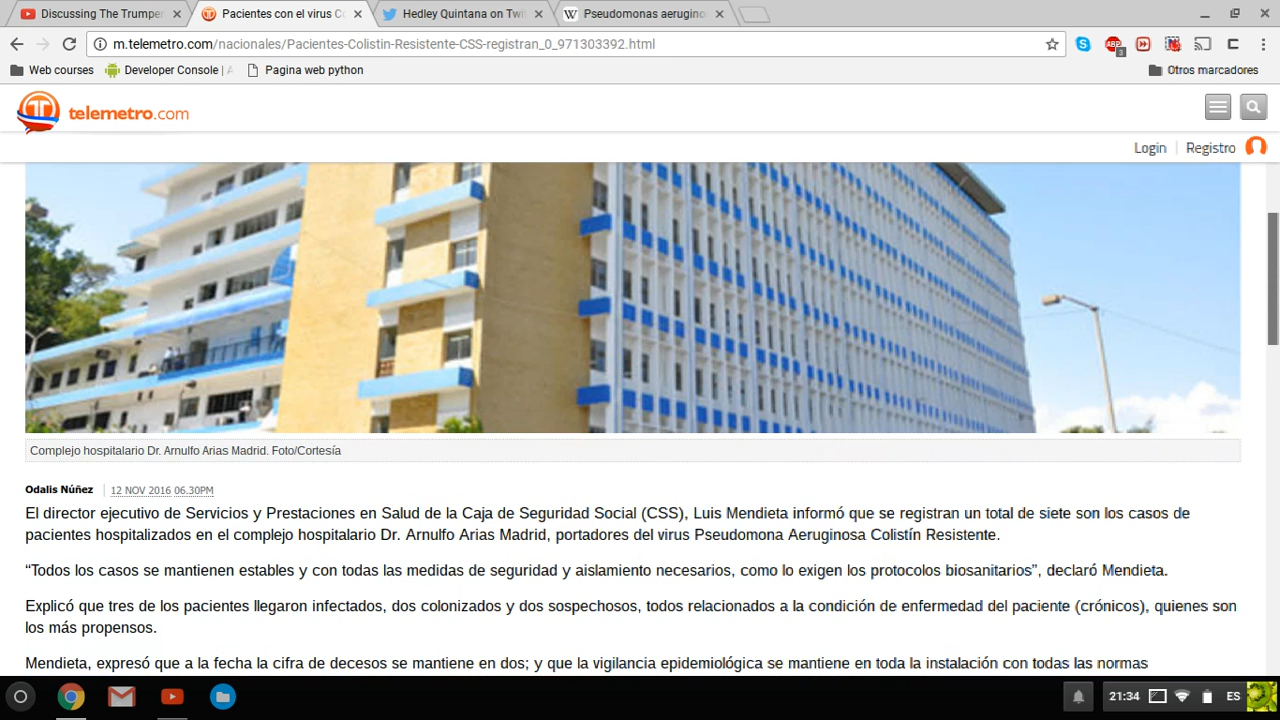 Discussing The Trumper
Pacientes con el virus Co
Hedley Quintana on Twit
Pseudomonas aeruginos
m.telemetro.com/nacionales/Pacientes-Colistin-Resistente-CSS-registran_0_971303392.html
ABP
3
Web courses
Developer Console | A
Pagina web python
Otros marcadores
telemetro.com
Login
Registro
Complejo hospitalario Dr. Arnulfo Arias Madrid. Foto/Cortesía
Odalis Núñez
12 NOV 2016 06.30PM
El director ejecutivo de Servicios y Prestaciones en Salud de la Caja de Seguridad Social (CSS), Luis Mendieta informó que se registran un total de siete son los casos de
pacientes hospitalizados en el complejo hospitalario Dr. Arnulfo Arias Madrid, portadores del virus Pseudomona Aeruginosa Colistín Resistente.
“Todos los casos se mantienen estables y con todas las medidas de seguridad y aislamiento necesarios, como lo exigen los protocolos biosanitarios”, declaró Mendieta.
Explicó que tres de los pacientes llegaron infectados, dos colonizados y dos sospechosos, todos relacionados a la condición de enfermedad del paciente (crónicos), quienes son
los más propensos.
Mendieta, expresó que a la fecha la cifra de decesos se mantiene en dos; y que la vigilancia epidemiológica se mantiene en toda la instalación con todas las normas
21:34
ES